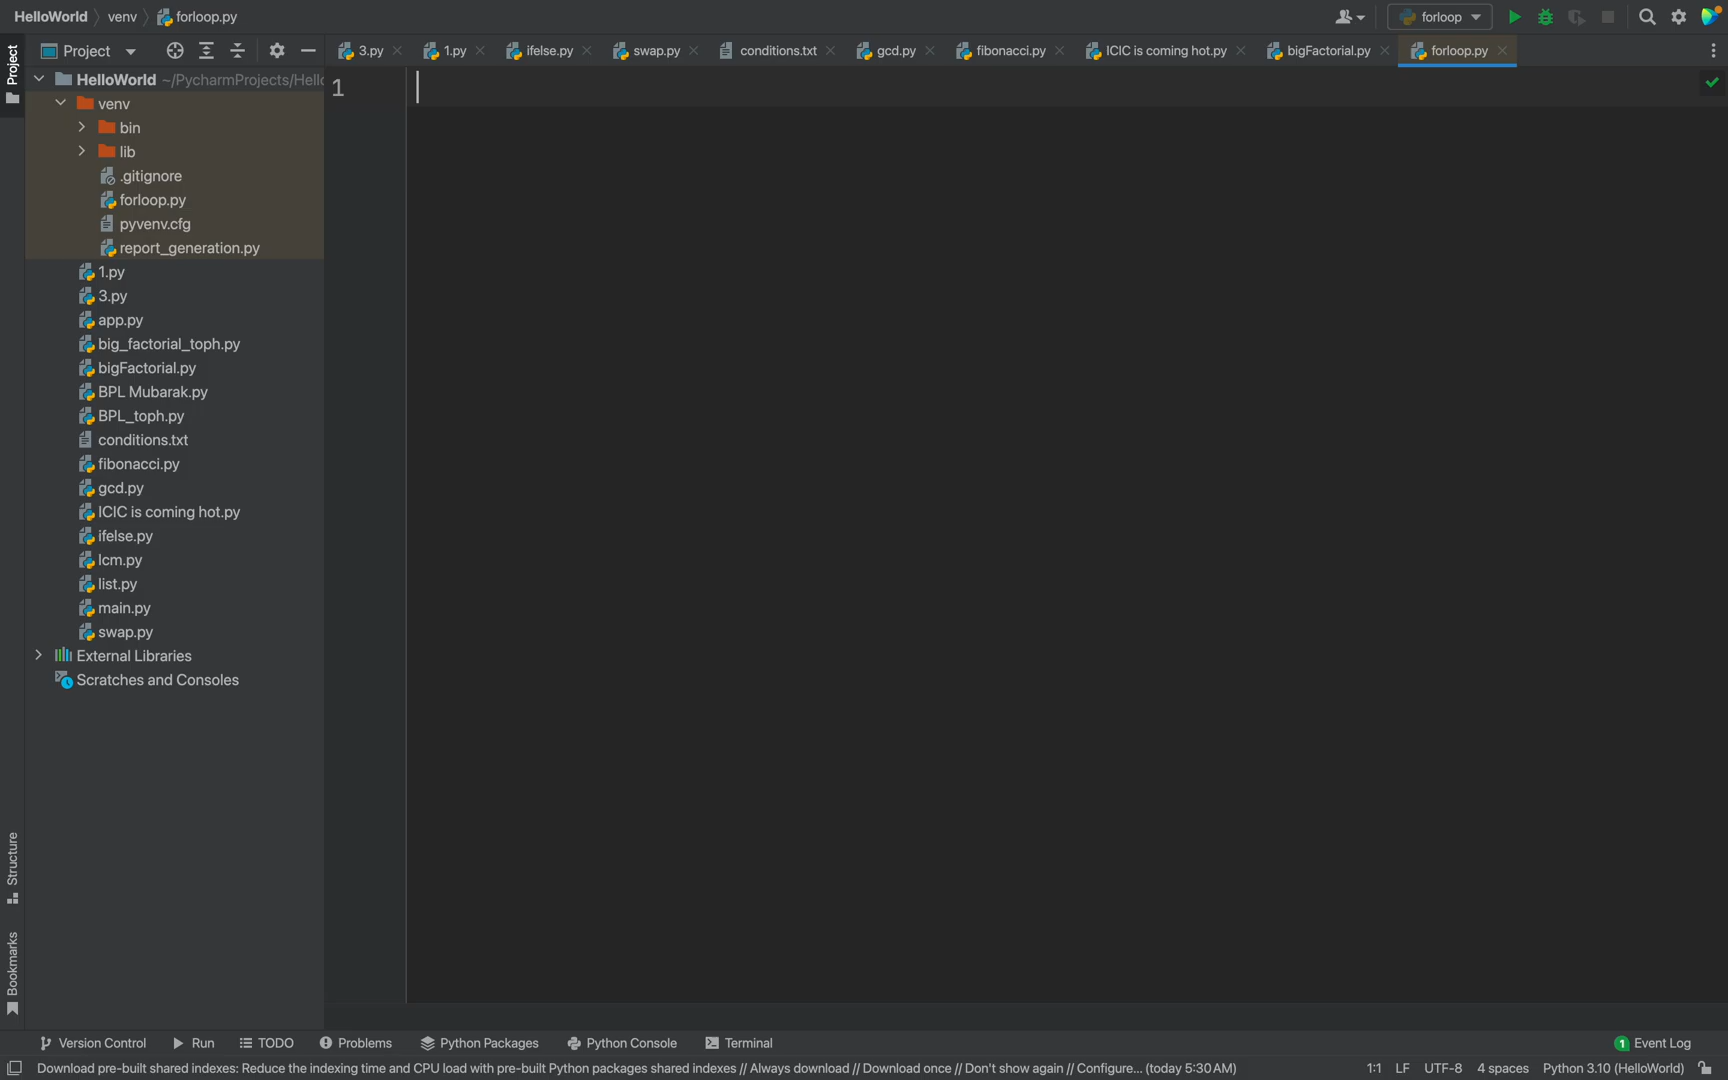 HelloWorld venv forloop.py forloop
Project
Project
3.py 1.py ifelse.py swap.py conditions.txt gcd.py fibonacci.py ICIC is coming hot.py bigFactorial.py forloop.py
HelloWorld ~/PycharmProjects/Hell
1
venv
bin
lib
.gitignore
forloop.py
pyvenv.cfg
report_generation.py
1.py
3.py
app.py
big_factorial_toph.py
bigFactorial.py
BPL Mubarak.py
BPL_toph.py
conditions.txt
fibonacci.py
gcd.py
ICIC is coming hot.py
ifelse.py
lcm.py
list.py
main.py
swap.py
External Libraries
Scratches and Consoles
Structure
Bookmarks
Version Control Run TODO Problems Python Packages Python Console Terminal 1 Event Log
Download pre-built shared indexes: Reduce the indexing time and CPU load with pre-built Python packages shared indexes // Always download // Download once // Don't show again // Configure... (today 5:30 AM) 1:1 LF UTF-8 4 spaces Python 3.10 (HelloWorld)